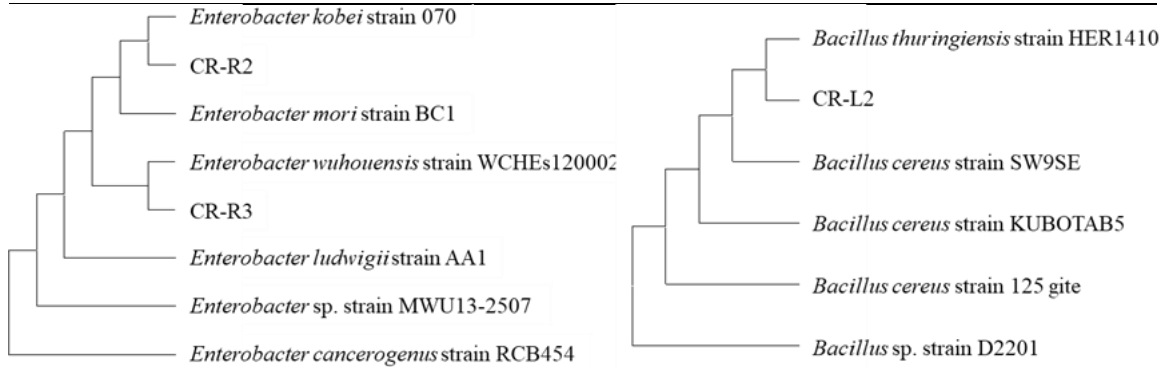 Enterobacter kobei strain 070
CR-R2
Enterobacter mori strain BC1
Enterobacter wuhouensis strain WCHEs120002
CR-R3
Enterobacter ludwigii strain AA1
Enterobacter sp. strain MWU13-2507
Enterobacter cancerogenus strain RCB454
Bacillus thuringiensis strain HER1410
CR-L2
Bacillus cereus strain SW9SE
Bacillus cereus strain KUBOTAB5
Bacillus cereus strain 125 gite
Bacillus sp. strain D2201